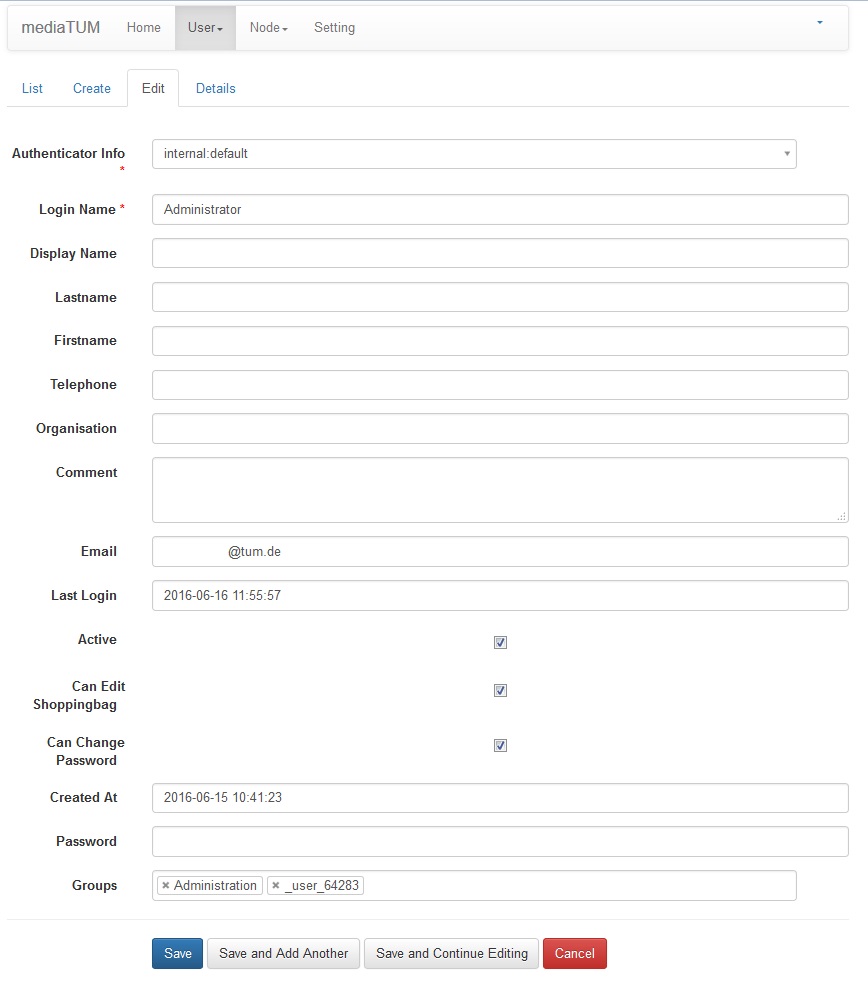 mediaTUM Home User Node Setting
List Create Edit Details
Authenticator Info * internal:default
Login Name * Administrator
Display Name
Lastname
Firstname
Telephone
Organisation
Comment
Email @tum.de
Last Login 2016-06-16 11:55:57
Active
Can Edit
Shoppingbag
Can Change
Password
Created At 2016-06-15 10:41:23
Password
Groups × Administration × _user_64283
Save Save and Add Another Save and Continue Editing Cancel